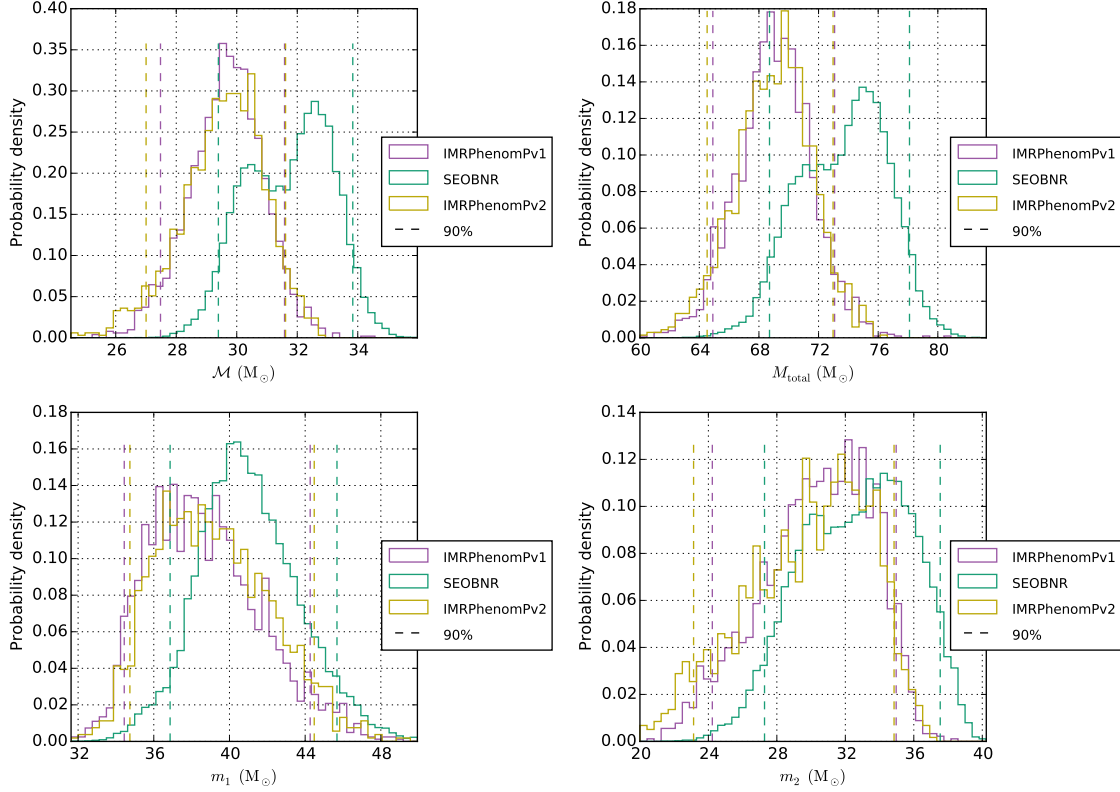 0.40
0.35
0.30
0.25
0.20
0.15
0.10
0.05
0.00
Probability density
26 28 30 32 34
ℳ (M⊙)
IMRPhenomPv1
SEOBNR
IMRPhenomPv2
90%
0.18
0.16
0.14
0.12
0.10
0.08
0.06
0.04
0.02
0.00
Probability density
60 64 68 72 76 80
M_total (M⊙)
IMRPhenomPv1
SEOBNR
IMRPhenomPv2
90%
0.18
0.16
0.14
0.12
0.10
0.08
0.06
0.04
0.02
0.00
Probability density
32 36 40 44 48
m₁ (M⊙)
IMRPhenomPv1
SEOBNR
IMRPhenomPv2
90%
0.14
0.12
0.10
0.08
0.06
0.04
0.02
0.00
Probability density
20 24 28 32 36 40
m₂ (M⊙)
IMRPhenomPv1
SEOBNR
IMRPhenomPv2
90%